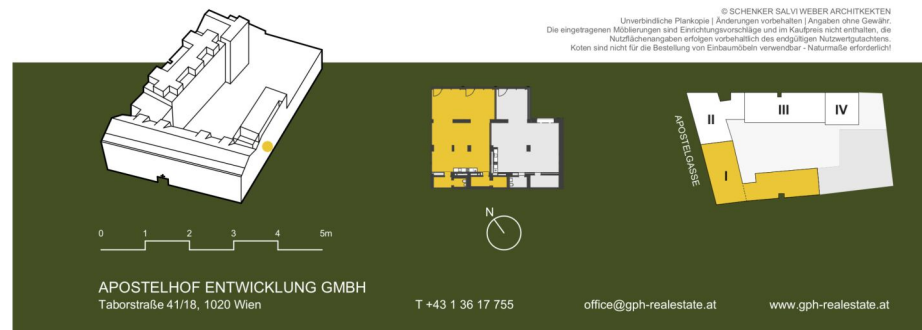 © SCHENKER SALVI WEBER ARCHITKEKTEN
Unverbindliche Plankopie | Änderungen vorbehalten | Angaben ohne Gewähr.
Die eingetragenen Möblierungen sind Einrichtungsvorschläge und im Kaufpreis nicht enthalten, die
Nutzflächenangaben erfolgen vorbehaltlich des endgültigen Nutzwertgutachtens.
Koten sind nicht für die Bestellung von Einbaumöbeln verwendbar - Naturmaße erforderlich!
II
III
IV
APOSTELGASSE
I
N
0 1 2 3 4 5m
APOSTELHOF ENTWICKLUNG GMBH
Taborstraße 41/18, 1020 Wien
T +43 1 36 17 755
office@gph-realestate.at
www.gph-realestate.at